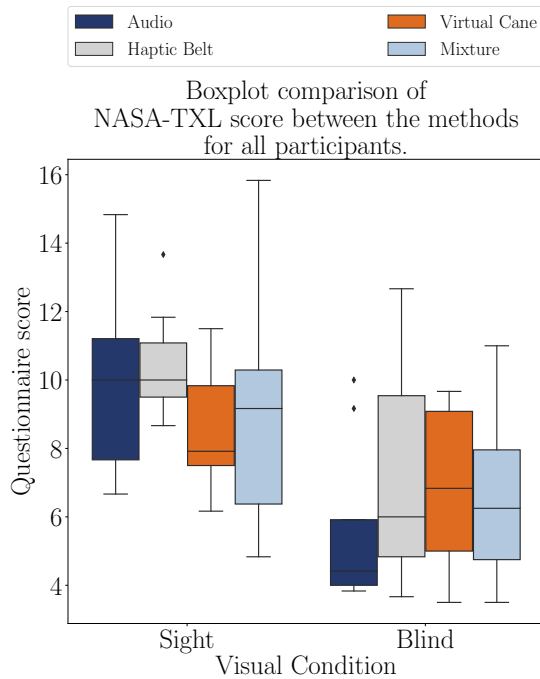 Audio
Haptic Belt
Virtual Cane
Mixture
Boxplot comparison of
NASA-TXL score between the methods
for all participants.
Questionnaire score
16
14
12
10
8
6
4
Sight
Blind
Visual Condition